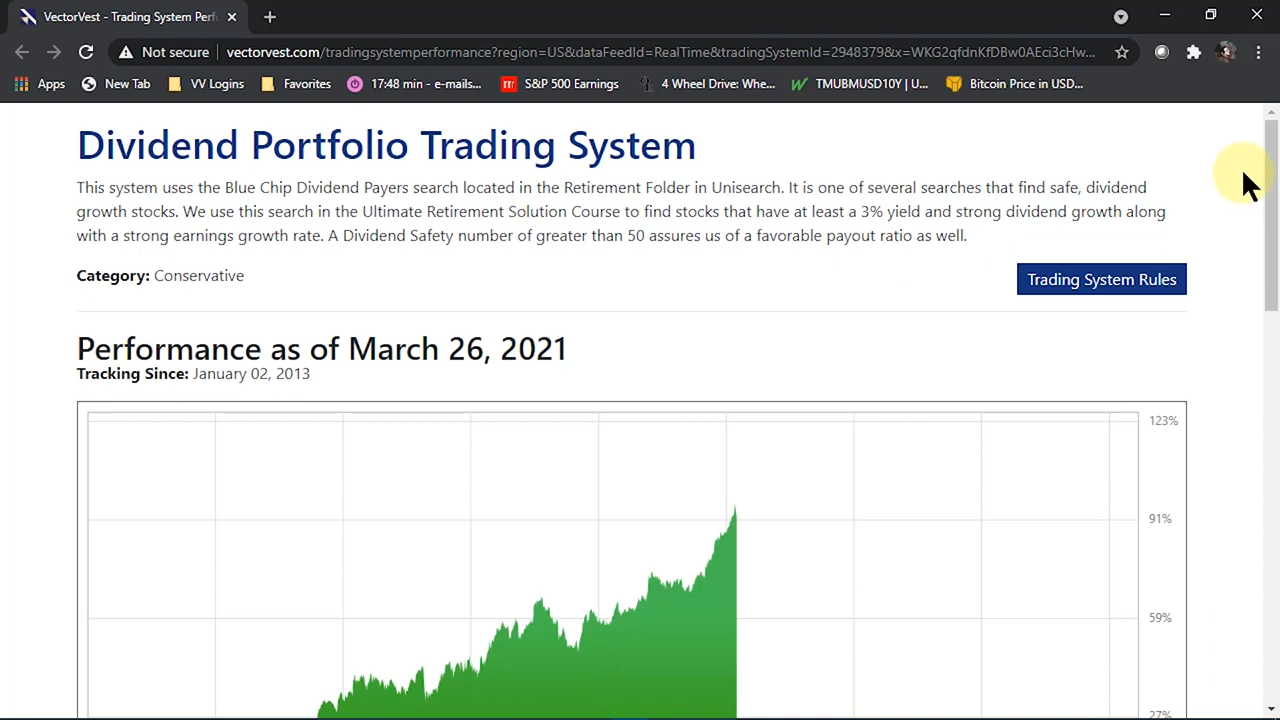 VectorVest - Trading System Perfo
Not secure
vectorvest.com/tradingsystemperformance?region=US&dataFeedId=RealTime&tradingSystemId=2948379&x=WKG2qfdnKfDBw0AEci3cHw...
Apps
New Tab
VV Logins
Favorites
17:48 min - e-mails...
S&P 500 Earnings
4 Wheel Drive: Whe...
TMUBMUSD10Y | U...
Bitcoin Price in USD...
Dividend Portfolio Trading System
This system uses the Blue Chip Dividend Payers search located in the Retirement Folder in Unisearch. It is one of several searches that find safe, dividend
growth stocks. We use this search in the Ultimate Retirement Solution Course to find stocks that have at least a 3% yield and strong dividend growth along
with a strong earnings growth rate. A Dividend Safety number of greater than 50 assures us of a favorable payout ratio as well.
Category: Conservative
Trading System Rules
Performance as of March 26, 2021
Tracking Since: January 02, 2013
123%
91%
59%
27%